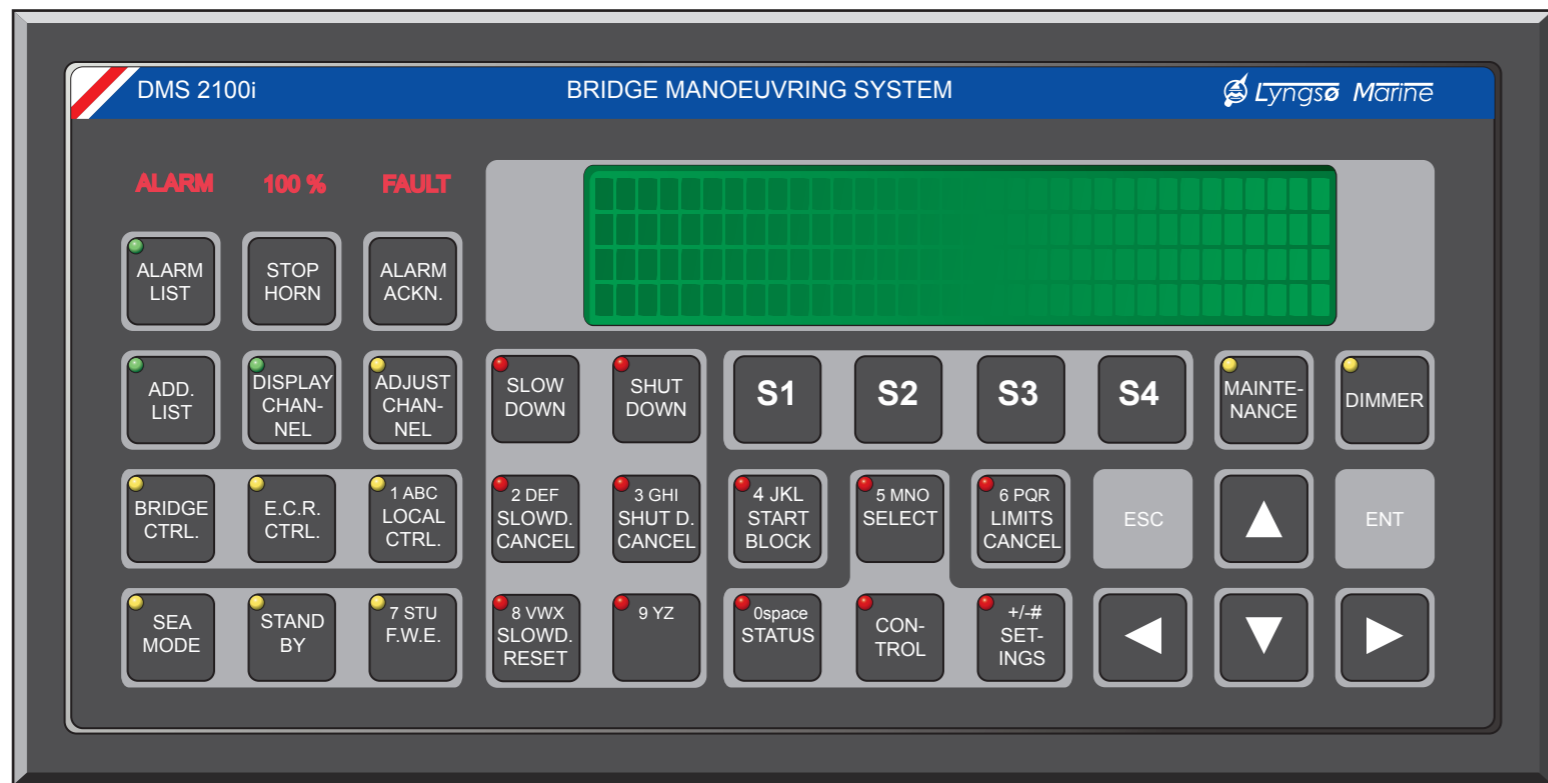 DMS 2100i
BRIDGE MANOEUVRING SYSTEM
Lyngsø Marine
ALARM
100 %
FAULT
ALARM
LIST
STOP
HORN
ALARM
ACKN.
ADD.
LIST
DISPLAY
CHAN-
NEL
ADJUST
CHAN-
NEL
SLOW
DOWN
SHUT
DOWN
S1
S2
S3
S4
MAINTE-
NANCE
DIMMER
BRIDGE
CTRL.
E.C.R.
CTRL.
1 ABC
LOCAL
CTRL.
2 DEF
SLOWD.
CANCEL
3 GHI
SHUT D.
CANCEL
4 JKL
START
BLOCK
5 MNO
SELECT
6 PQR
LIMITS
CANCEL
ESC
ENT
SEA
MODE
STAND
BY
7 STU
F.W.E.
8 VWX
SLOWD.
RESET
9 YZ
0space
STATUS
CON-
TROL
+/-#
SET-
INGS